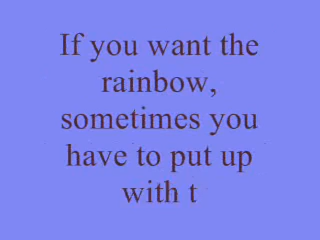 If you want the
rainbow,
sometimes you
have to put up
with t